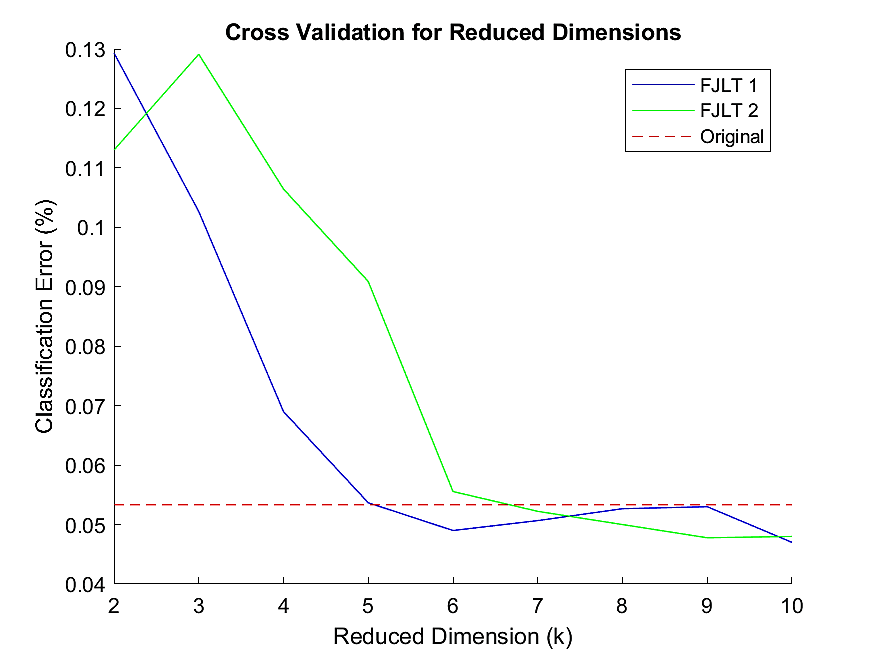 Cross Validation for Reduced Dimensions
FJLT 1
FJLT 2
Original
Classification Error (%)
0.13
0.12
0.11
0.1
0.09
0.08
0.07
0.06
0.05
0.04
2 3 4 5 6 7 8 9 10
Reduced Dimension (k)